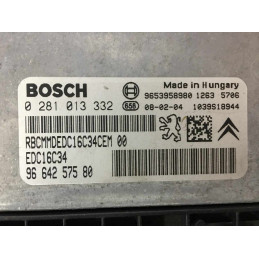 BOSCH
Made in Hungary
9653958980 1263 5706
0 281 013 332
656
08-02-04 1039S18944
RBCMMDEDC16C34CEM 00
EDC16C34
96 642 575 80